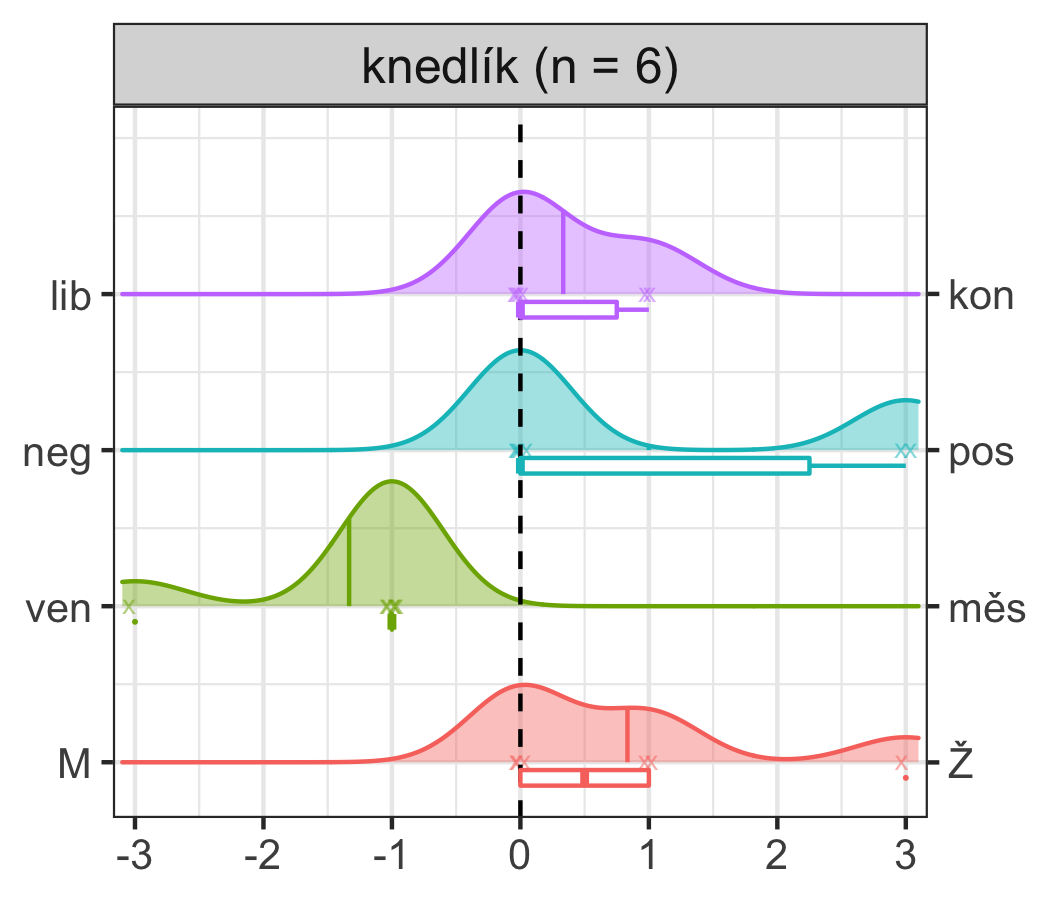 knedlík (n = 6)
lib kon
neg pos
ven měs
M Ž
-3 -2 -1 0 1 2 3